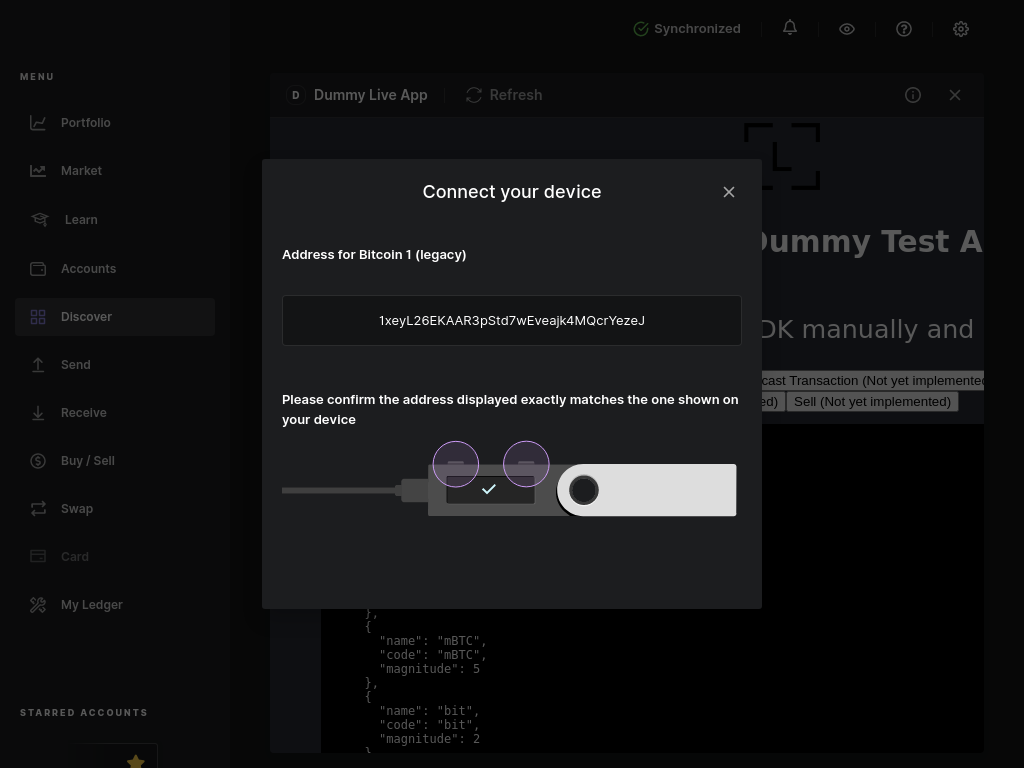 Synchronized
MENU
Portfolio
Market
Learn
Accounts
Discover
Send
Receive
Buy / Sell
Swap
Card
My Ledger
STARRED ACCOUNTS
D Dummy Live App Refresh
L
Dummy Test A
DK manually and
cast Transaction (Not yet implemented
ed) Sell (Not yet implemented)
Connect your device
Address for Bitcoin 1 (legacy)
1xeyL26EKAAR3pStd7wEveajk4MQcrYezeJ
Please confirm the address displayed exactly matches the one shown on
your device
},
{
"name": "mBTC",
"code": "mBTC",
"magnitude": 5
},
{
"name": "bit",
"code": "bit",
"magnitude": 2
}